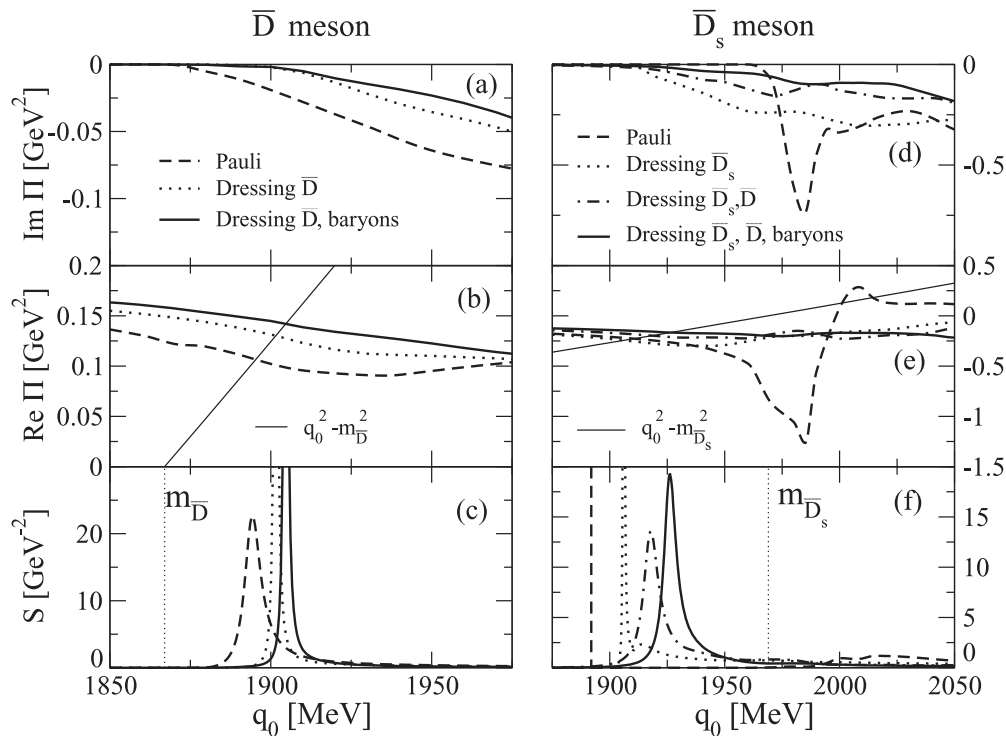 D̅ meson
D̅s meson
Im Π [GeV²]
0
-0.05
-0.1
(a)
Pauli
Dressing D̅
Dressing D̅, baryons
0
-0.25
0.5
(d)
Pauli
Dressing D̅s
Dressing D̅s,D̅
Dressing D̅s, D̅, baryons
Re Π [GeV²]
0.2
0.15
0.1
0.05
0
(b)
q₀² -m²D̅
0
-0.5
-1
-1.5
(e)
q₀² -m²D̅s
S [GeV⁻²]
20
10
0
(c)
mD̅
15
10
5
0
(f)
mD̅s
1850 1900 1950
q₀ [MeV]
1900 1950 2000 2050
q₀ [MeV]